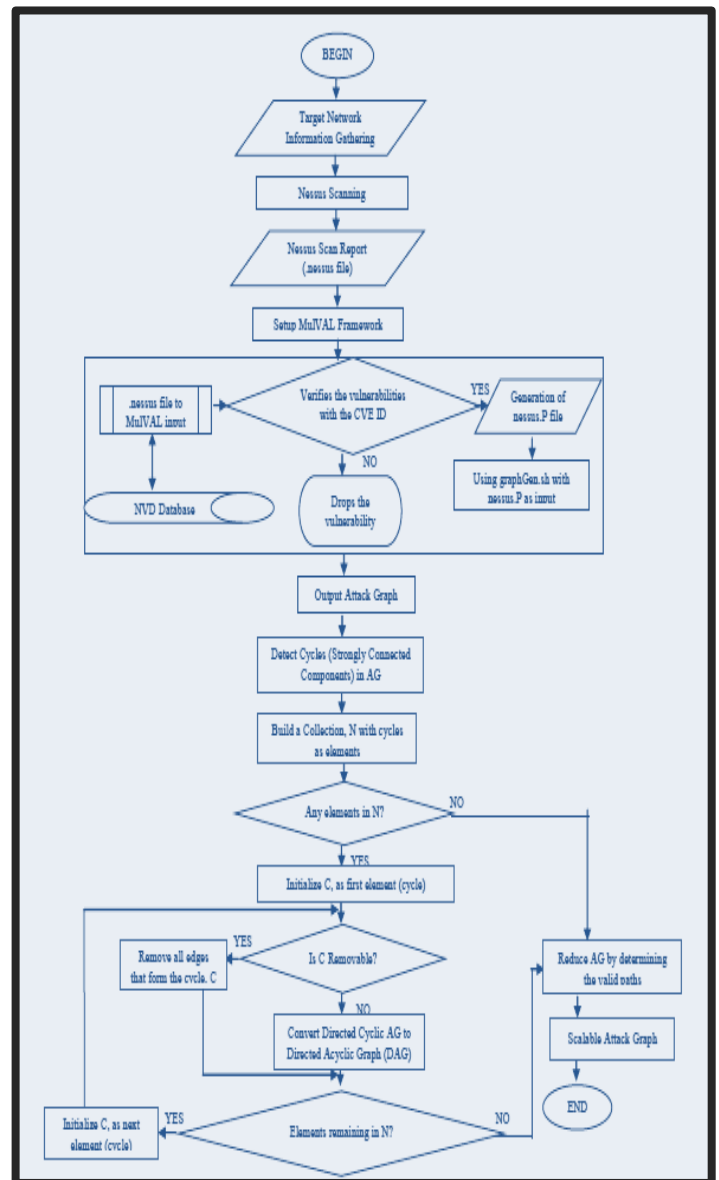 BEGIN
Target Network
Information Gathering
Nessus Scanning
Nessus Scan Report
(.nessus file)
Setup MulVAL Framework
.nessus file to
MulVAL input
Verifies the vulnerabilities
with the CVE ID
YES
Generation of
nessus.P file
NO
NVD Database
Drops the
vulnerability
Using graphGen.sh with
nessus.P as input
Output Attack Graph
Detect Cycles (Strongly Connected
Components) in AG
Build a Collection, N with cycles
as elements
Any elements in N?
NO
YES
Initialize C, as first element (cycle)
Remove all edges
that form the cycle. C
YES
Is C Removable?
NO
Reduce AG by determining
the valid paths
Convert Directed Cyclic AG to
Directed Acyclic Graph (DAG)
Scalable Attack Graph
END
Initialize C, as next
element (cycle)
YES
Elements remaining in N?
NO